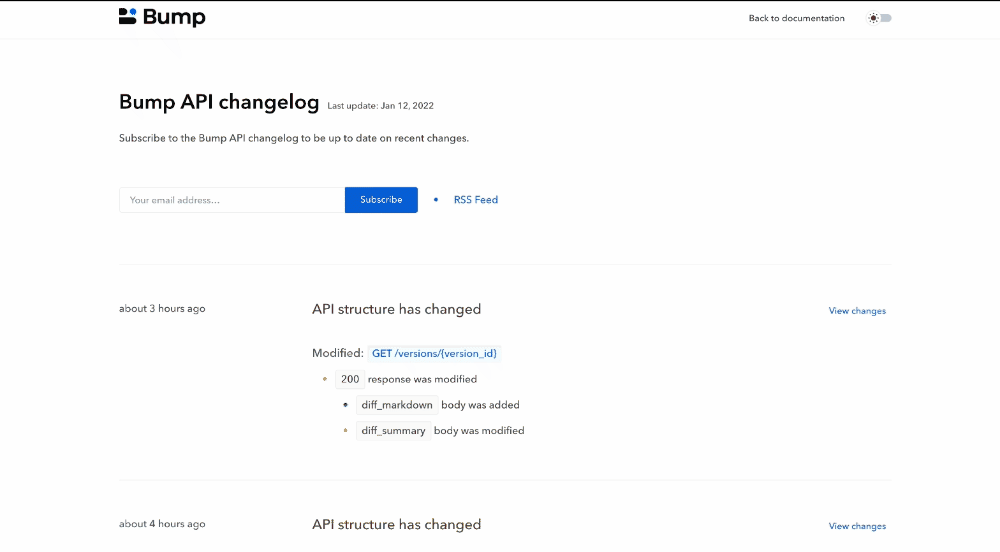 Bump
Back to documentation
Bump API changelog Last update: Jan 12, 2022
Subscribe to the Bump API changelog to be up to date on recent changes.
Your email address... Subscribe • RSS Feed
about 3 hours ago API structure has changed View changes
Modified: GET /versions/{version_id}
200 response was modified
diff_markdown body was added
diff_summary body was modified
about 4 hours ago API structure has changed View changes